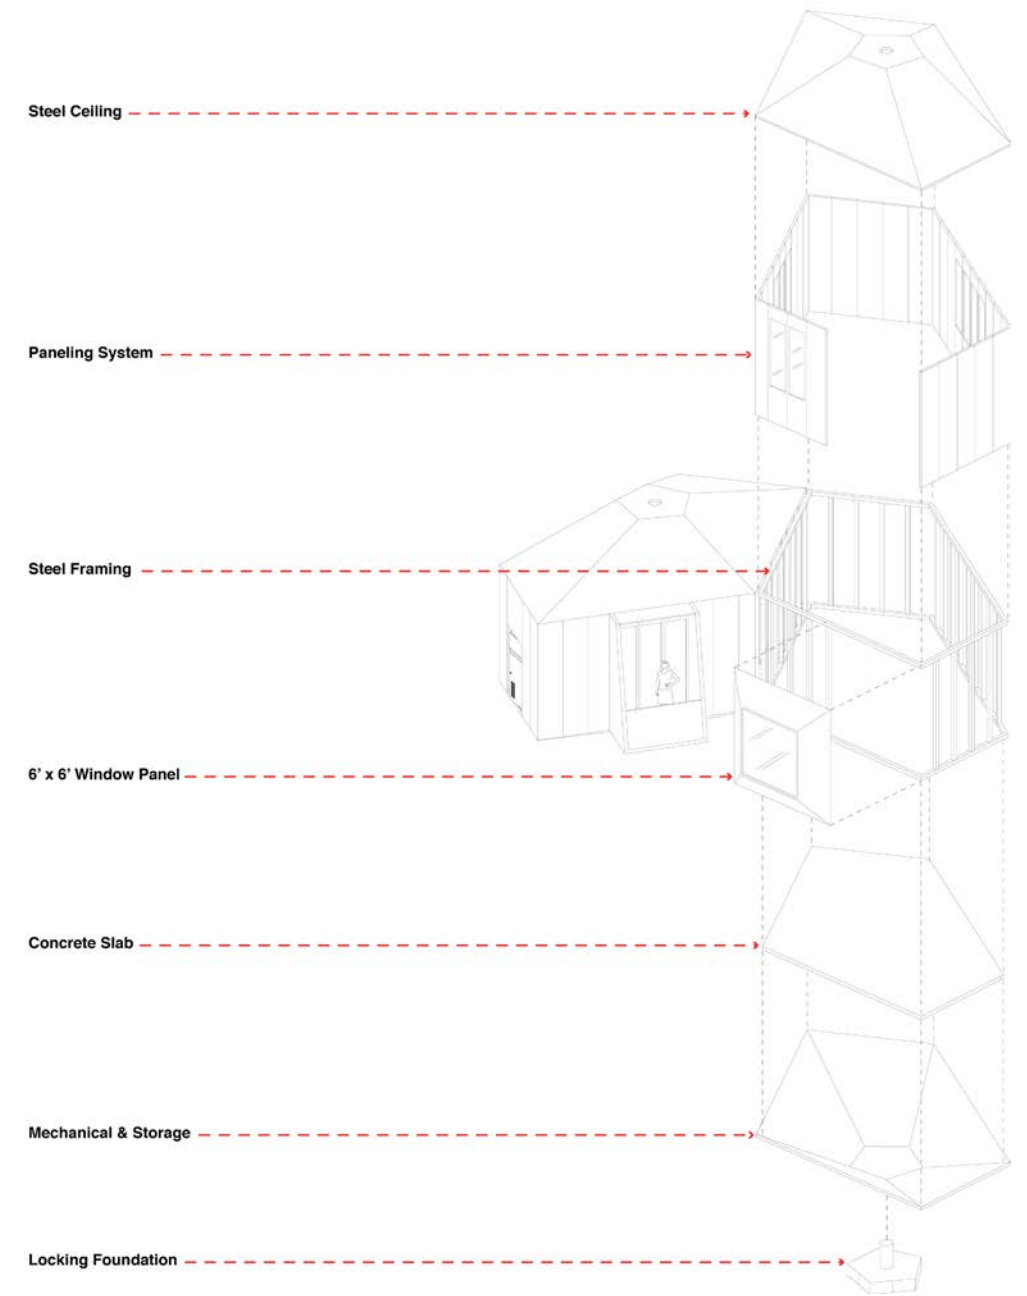 Steel Ceiling
Paneling System
Steel Framing
6' x 6' Window Panel
Concrete Slab
Mechanical & Storage
Locking Foundation